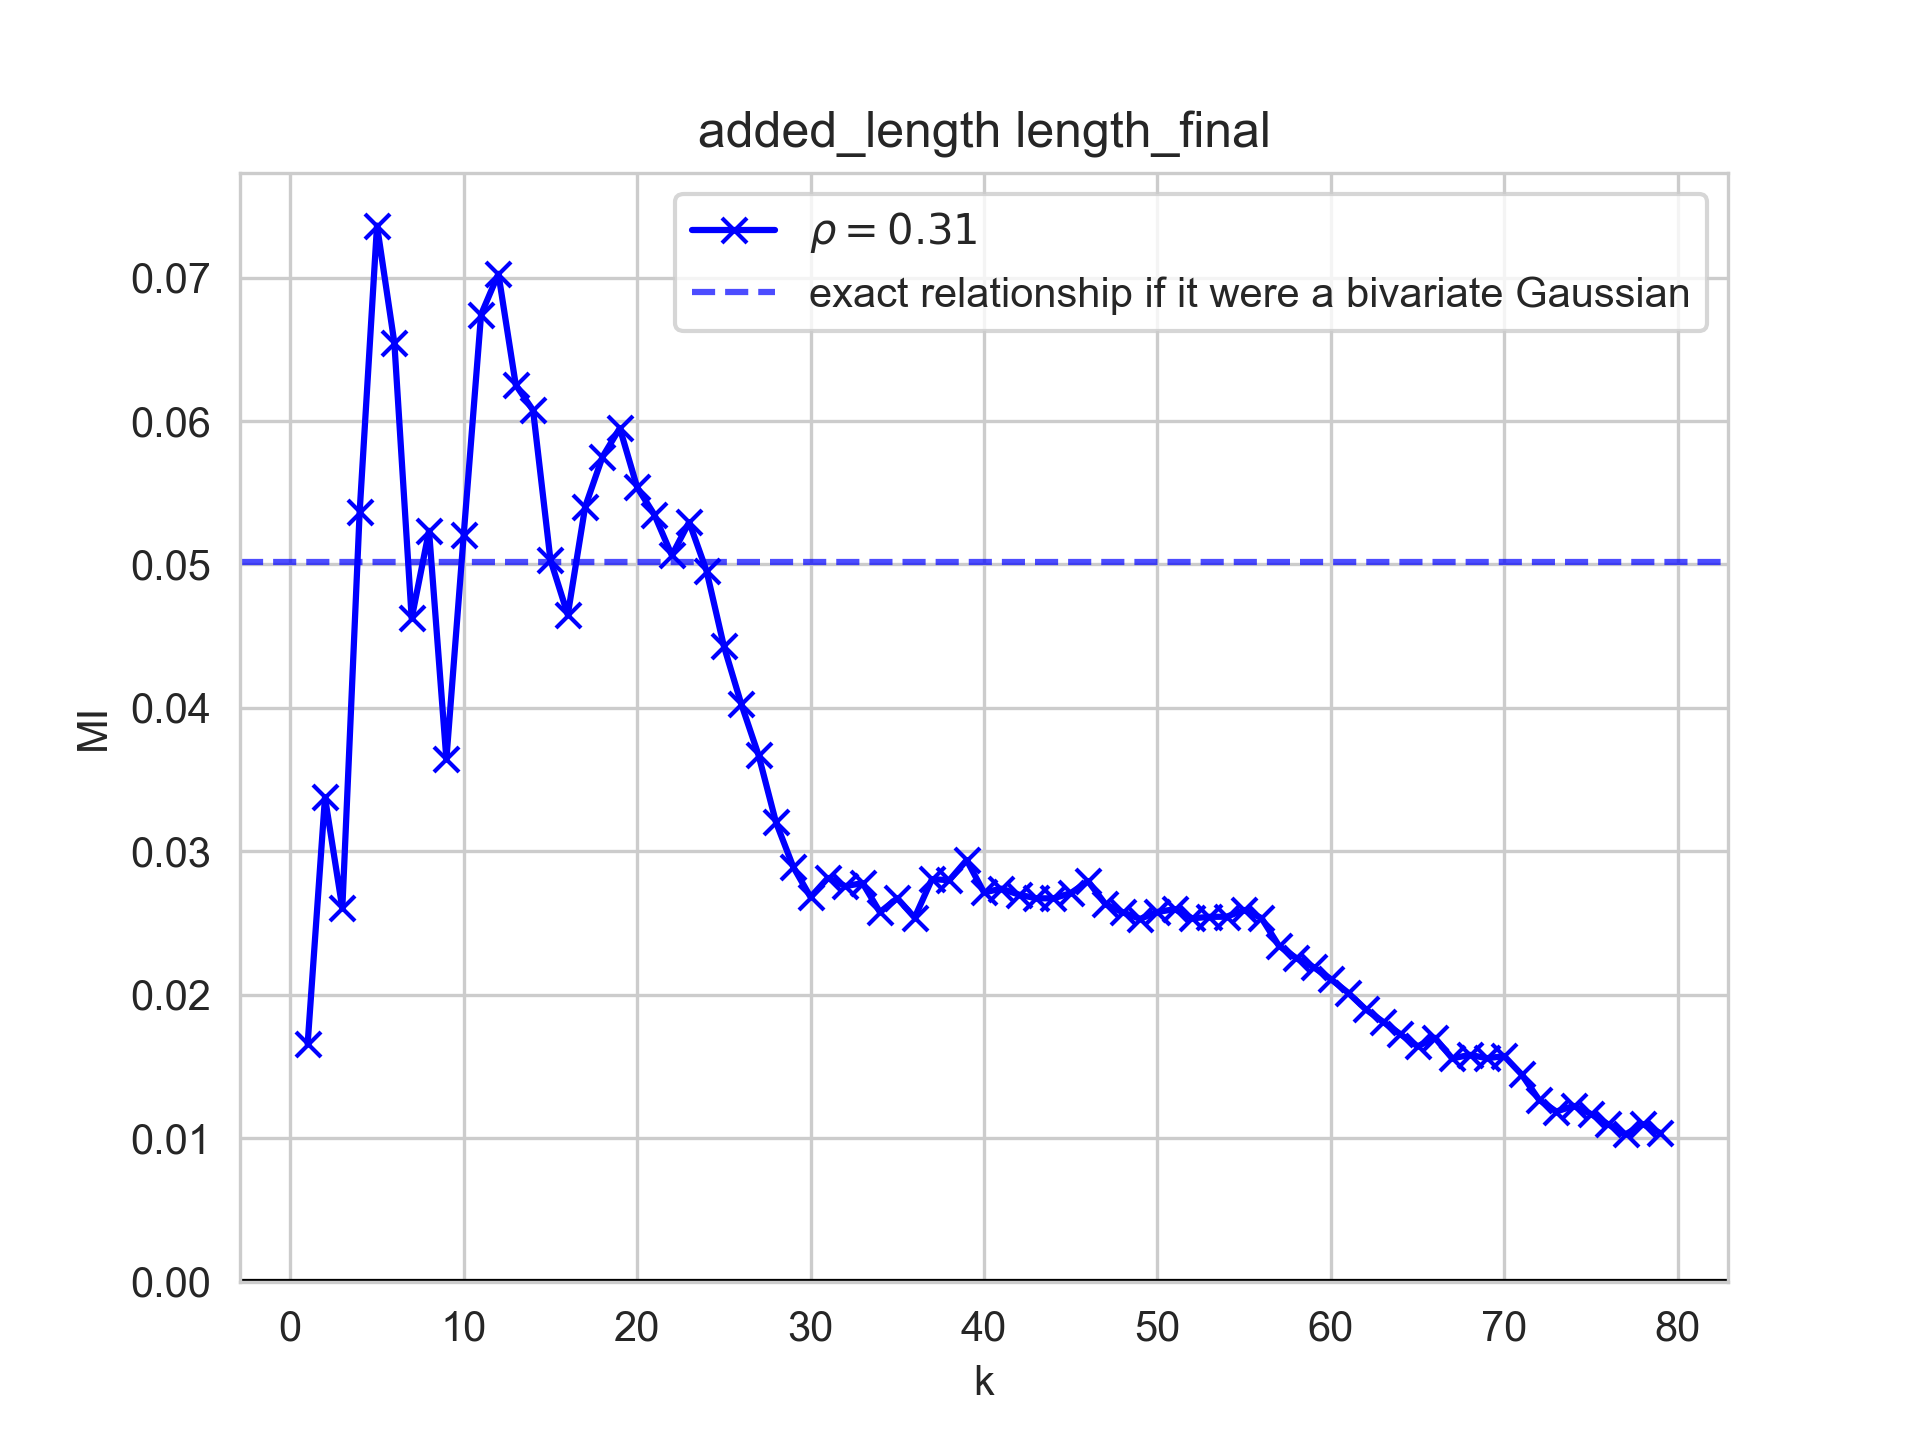 added_length length_final
ρ = 0.31
exact relationship if it were a bivariate Gaussian
MI
0.07
0.06
0.05
0.04
0.03
0.02
0.01
0.00
0 10 20 30 40 50 60 70 80
k